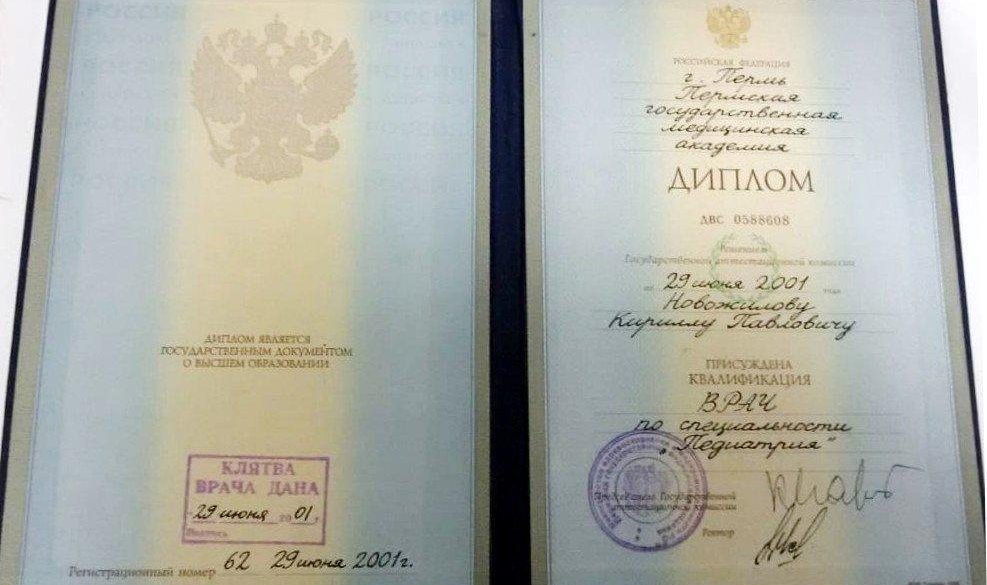 ДИПЛОМ ЯВЛЯЕТСЯ
ГОСУДАРСТВЕННЫМ ДОКУМЕНТОМ
О ВЫСШЕМ ОБРАЗОВАНИИ
КЛЯТВА
ВРАЧА ДАНА
29 июня 2001 г.
Подпись
Регистрационный номер 62 29 июня 2001г.
РОССИЙСКАЯ ФЕДЕРАЦИЯ
г. Пермь
Пермская
государственная
медицинская
академия
ДИПЛОМ
ДВС 0588608
Решением
Государственной аттестационной комиссии
от 29 июня 2001 года
Новожилову
Кириллу Павловичу
ПРИСУЖДЕНА
КВАЛИФИКАЦИЯ
ВРАЧ
по специальности
„Педиатрия"
Председатель Государственной
аттестационной комиссии
Ректор